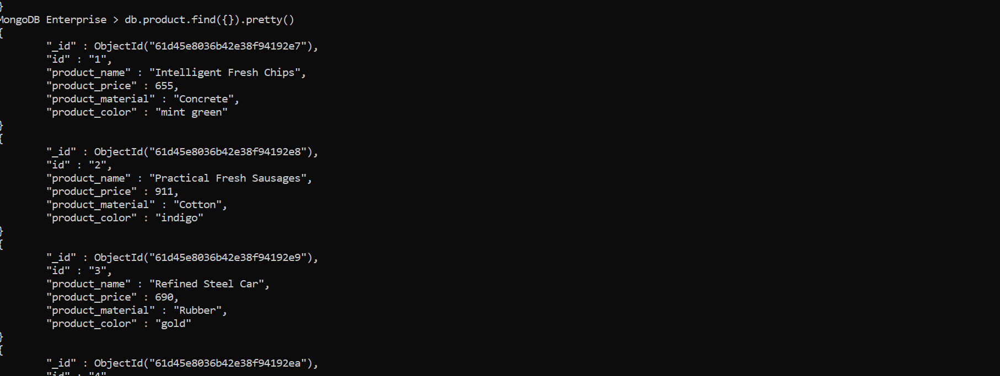 }
MongoDB Enterprise > db.product.find({}).pretty()
{
"_id" : ObjectId("61d45e8036b42e38f94192e7"),
"id" : "1",
"product_name" : "Intelligent Fresh Chips",
"product_price" : 655,
"product_material" : "Concrete",
"product_color" : "mint green"
}
{
"_id" : ObjectId("61d45e8036b42e38f94192e8"),
"id" : "2",
"product_name" : "Practical Fresh Sausages",
"product_price" : 911,
"product_material" : "Cotton",
"product_color" : "indigo"
}
{
"_id" : ObjectId("61d45e8036b42e38f94192e9"),
"id" : "3",
"product_name" : "Refined Steel Car",
"product_price" : 690,
"product_material" : "Rubber",
"product_color" : "gold"
}
{
"_id" : ObjectId("61d45e8036b42e38f94192ea"),
"id" : "4"